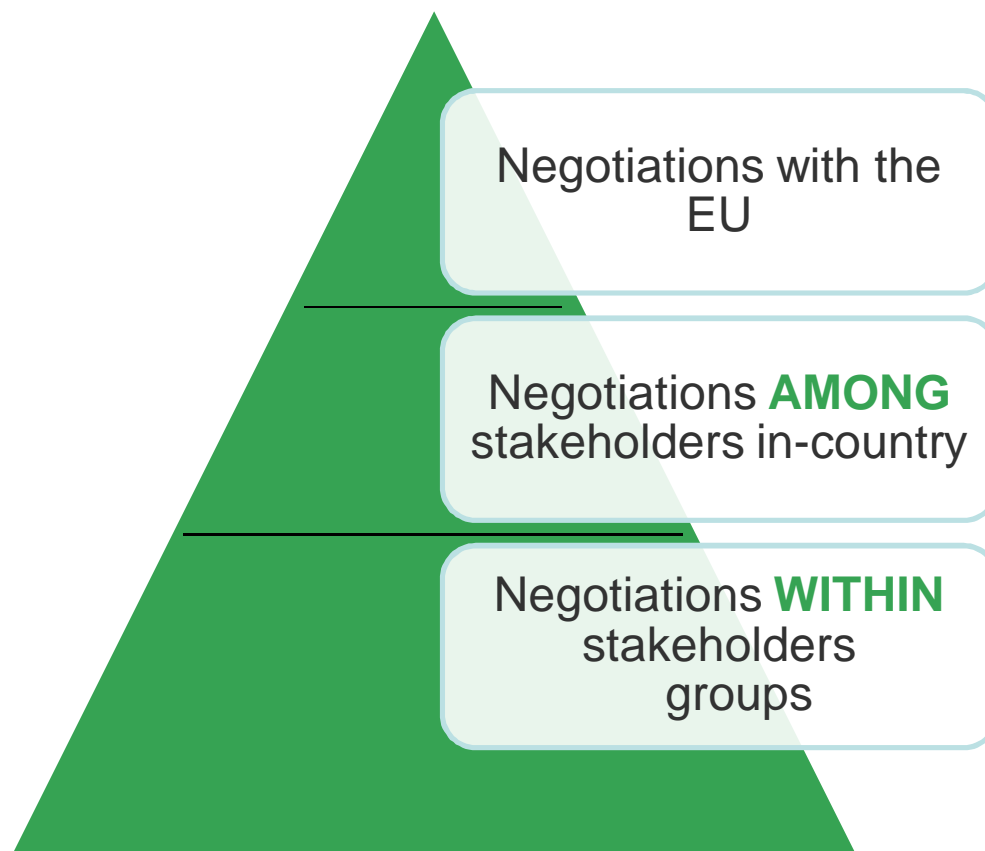 Negotiations with the
EU
Negotiations AMONG
stakeholders in-country
Negotiations WITHIN
stakeholders
groups